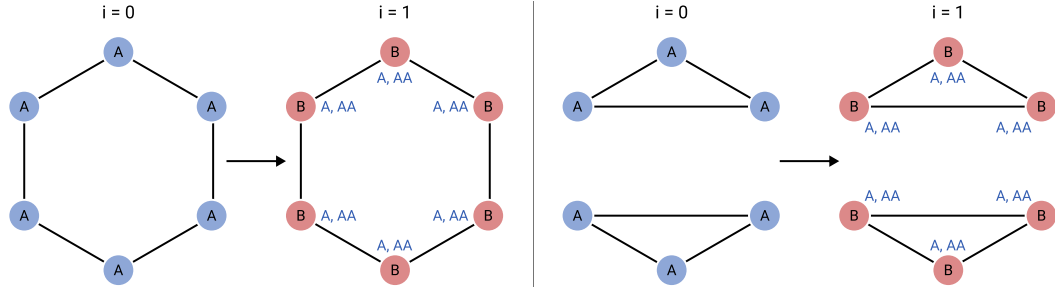 i = 0 i = 1 i = 0 i = 1
A B A B
A, AA A, AA
A A B A, AA A, AA B A A B B
A, AA A, AA
A, AA A, AA
A A B A, AA A, AA B A A B B
A, AA A, AA
A B A B